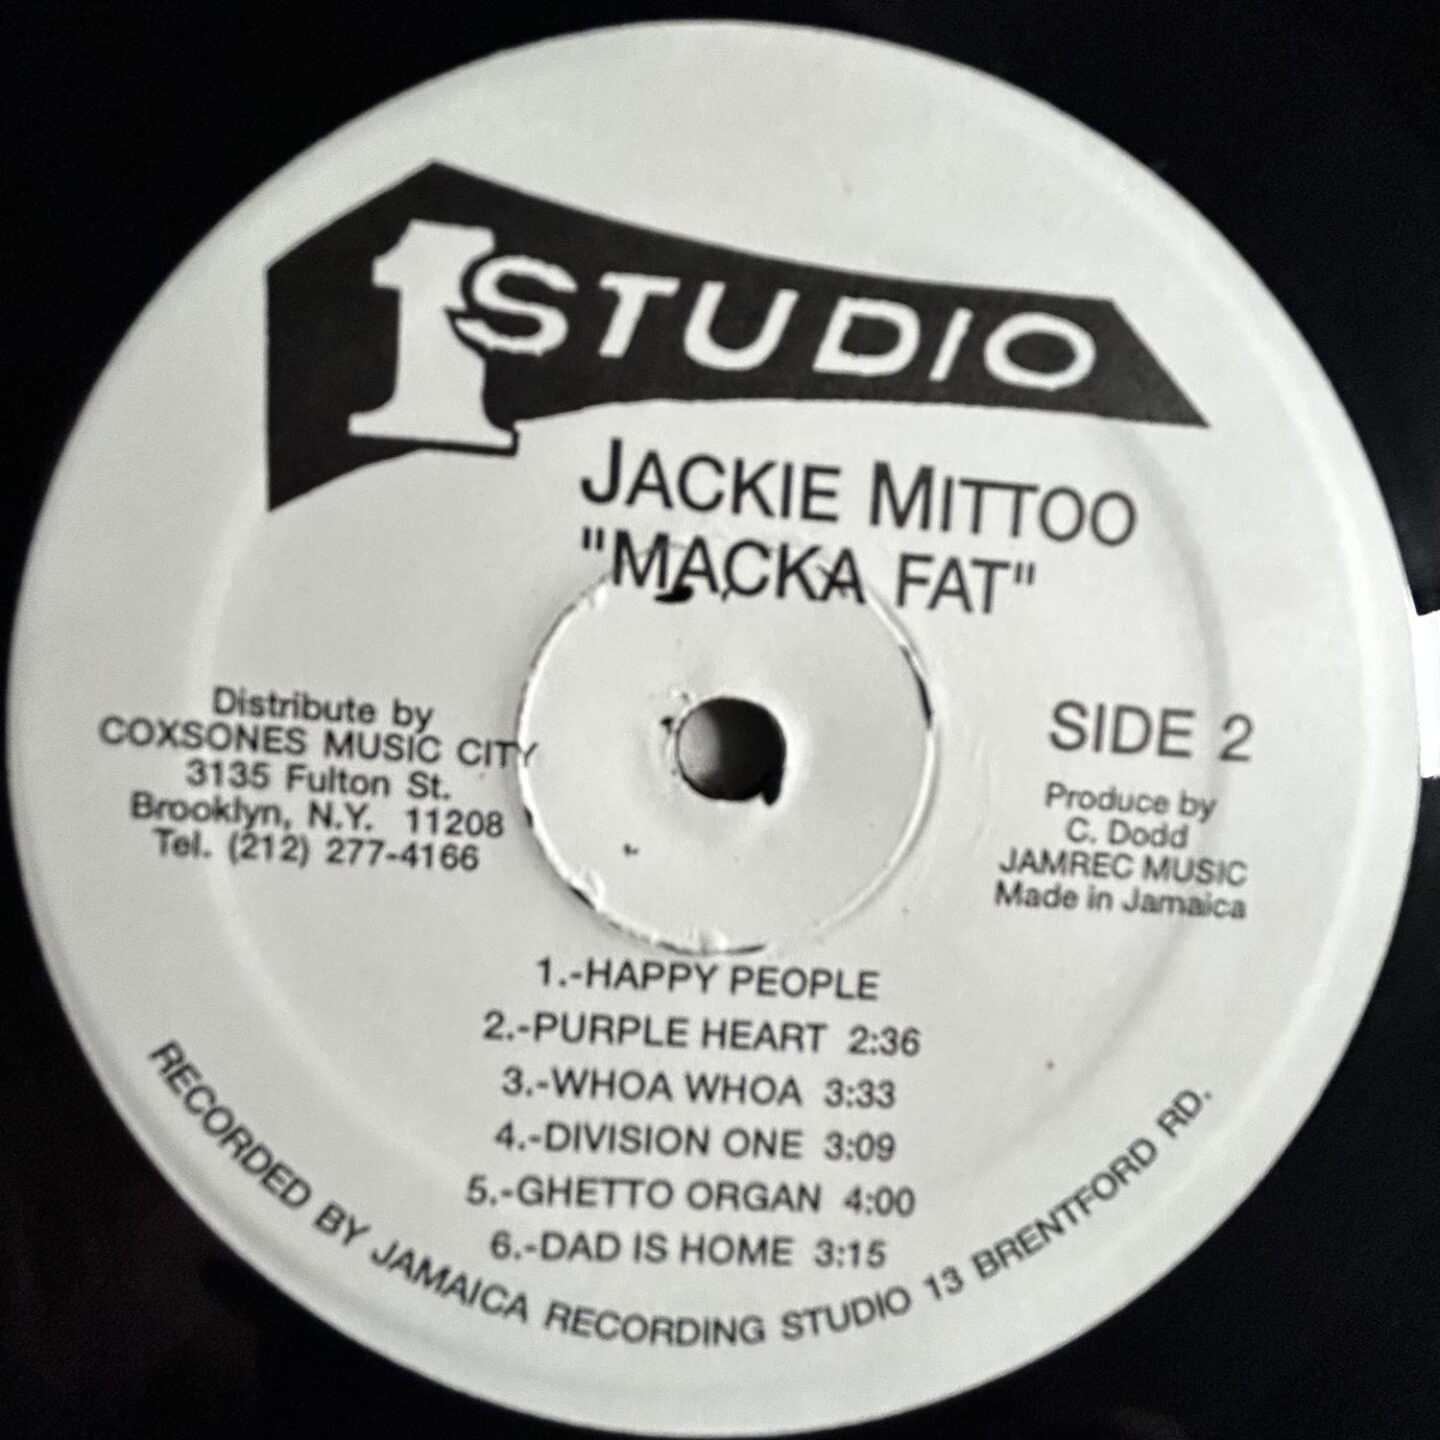 1 STUDIO
JACKIE MITTOO
"MACKA FAT"
Distribute by
COXSONES MUSIC CITY
3135 Fulton St.
Brooklyn, N.Y. 11208
Tel. (212) 277-4166
SIDE 2
Produce by
C. Dodd
JAMREC MUSIC
Made in Jamaica
1.-HAPPY PEOPLE
2.-PURPLE HEART 2:36
3.-WHOA WHOA 3:33
4.-DIVISION ONE 3:09
5.-GHETTO ORGAN 4:00
6.-DAD IS HOME 3:15
RECORDED BY JAMAICA RECORDING STUDIO 13 BRENTFORD RD.